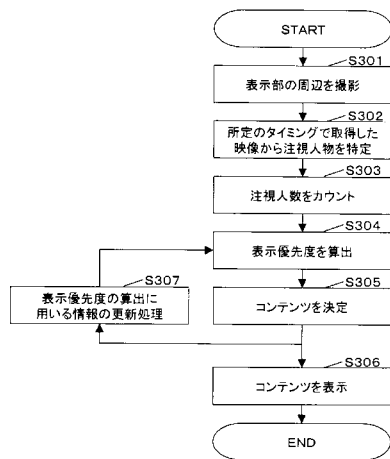 START
S301
表示部の周辺を撮影
S302
所定のタイミングで取得した
映像から注視人物を特定
S303
注視人数をカウント
S304
表示優先度を算出
S307
表示優先度の算出に
用いる情報の更新処理
S305
コンテンツを決定
S306
コンテンツを表示
END